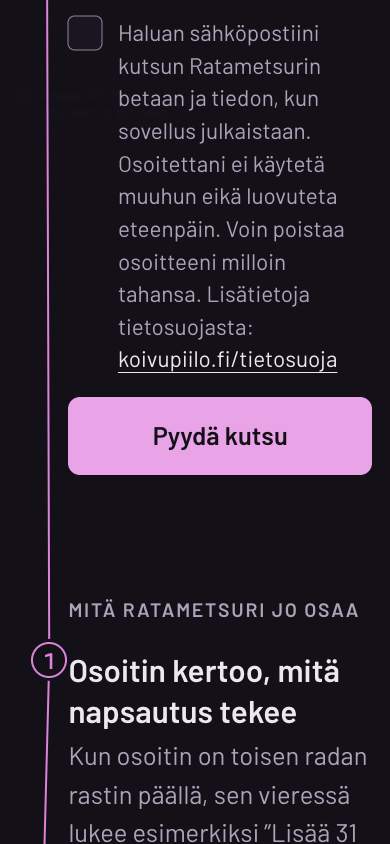 Haluan sähköpostiini
kutsun Ratametsurin
betaan ja tiedon, kun
sovellus julkaistaan.
Osoitettani ei käytetä
muuhun eikä luovuteta
eteenpäin. Voin poistaa
osoitteeni milloin
tahansa. Lisätietoja
tietosuojasta:
koivupiilo.fi/tietosuoja
Pyydä kutsu
MITÄ RATAMETSURI JO OSAA
1
Osoitin kertoo, mitä
napsautus tekee
Kun osoitin on toisen radan
rastin päällä, sen vieressä
lukee esimerkiksi ”Lisää 31